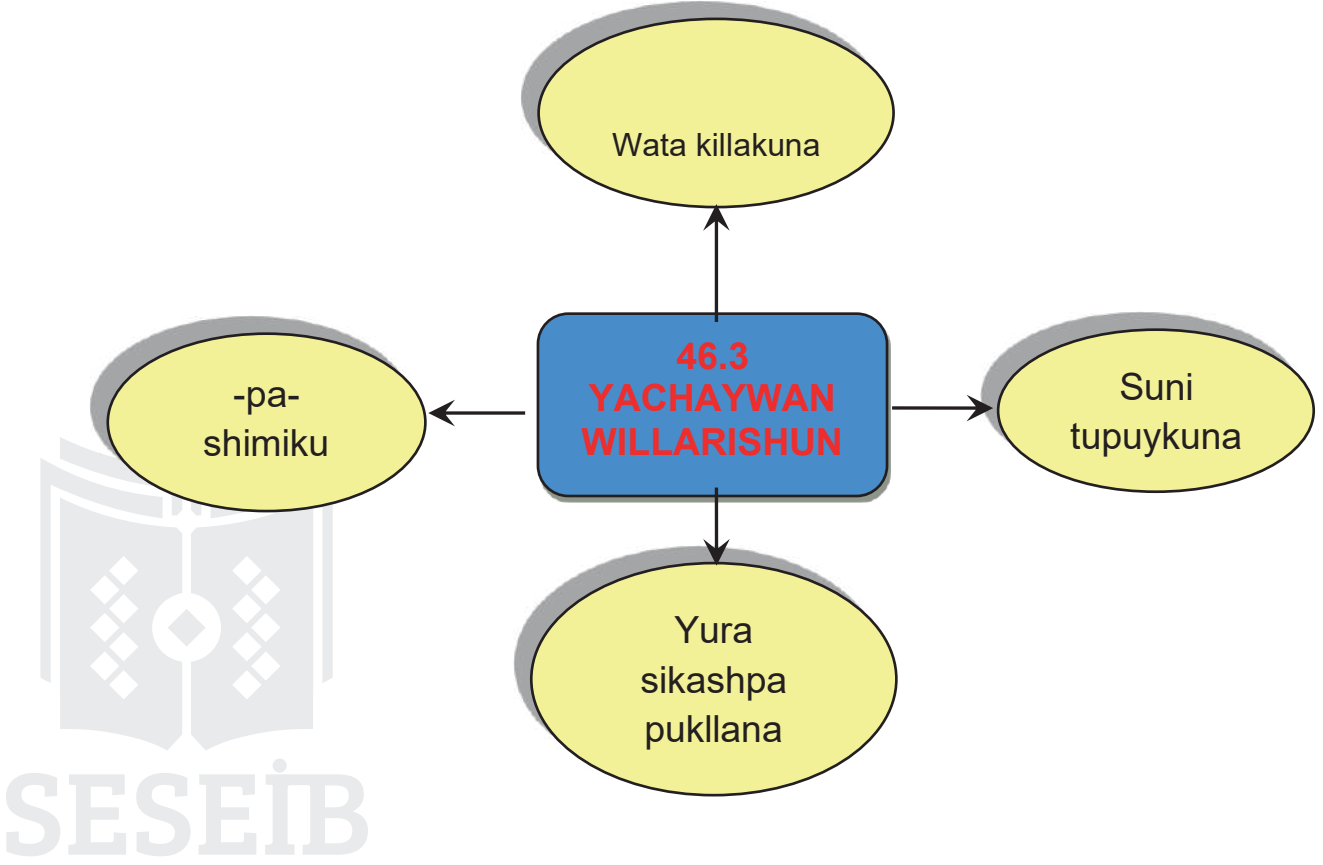 Wata killakuna
46.3
YACHAYWAN
WILLARISHUN
-pa-
shimiku
Suni
tupuykuna
Yura
sikashpa
pukllana
SESEIB